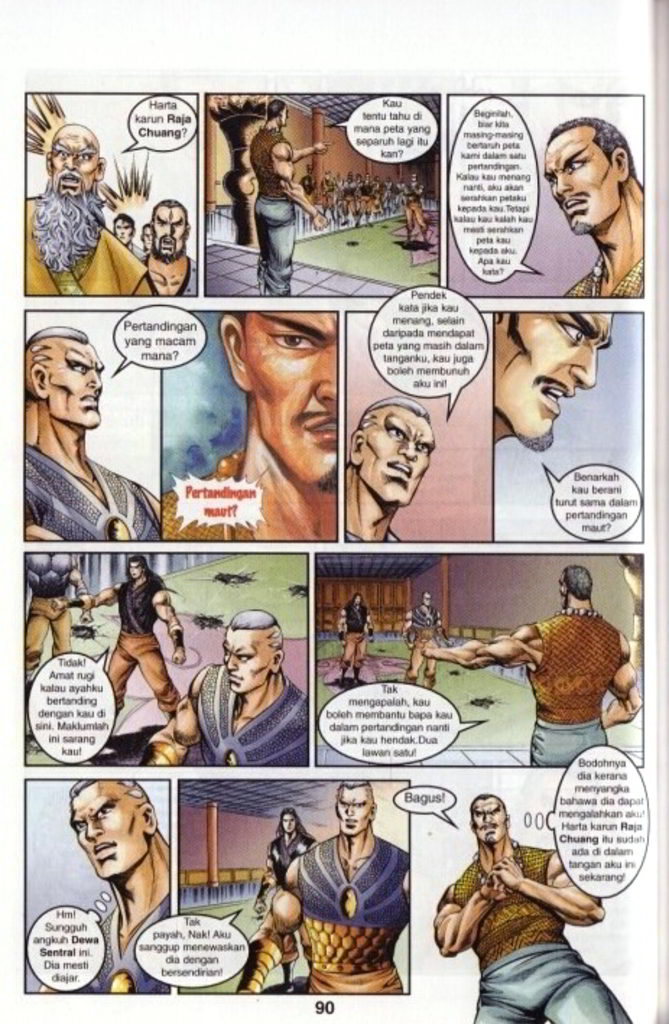 Harta
karun Raja
Chuang?
Kau
tentu tahu di
mana peta yang
separuh lagi itu
kan?
Beginilah,
biar kita
masing-masing
bertaruh peta
kami dalam satu
pertandingan.
Kalau kau menang
nanti, aku akan
serahkan peta
kepada kau.Tetapi
kalau kau kalah kau
mesti serahkan
peta kau
kepada aku.
Apa kau
kata?
Pertandingan
yang macam
mana?
Pertandingan
maut?
Pendek
kata jika kau
menang, selain
daripada mendapat
peta yang masih dalam
tanganku, kau juga
boleh membunuh
aku ini!
Benarkah
kau berani
turut sama dalam
pertandingan
maut?
Tidak!
Amat rugi
kalau ayahku
bertanding
dengan kau di
sini. Maklumlah
ini sarang
kau!
Tak
mengapalah, kau
boleh membantu bapa kau
dalam pertandingan nanti
jika kau hendak.Dua
lawan satu!
Hm!
Sungguh
angkuh Dewa
Sentral ini.
Dia mesti
diajar.
Tak
payah, Nak! Aku
sanggup menewaskan
dia dengan
bersendirian!
Bagus!
Bodohnya
dia kerana
menyangka
bahawa dia dapat
mengalahkan aku!
Harta karun Raja
Chuang itu sudah
ada di dalam
tangan aku ini
sekarang!
90